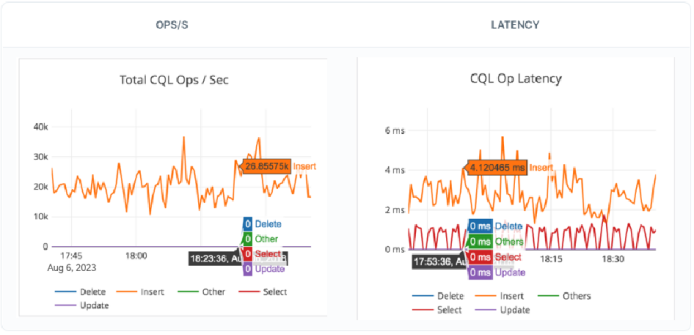 OPS/S
LATENCY
Total CQL Ops / Sec
40k
30k
20k
10k
0
26.85575k Insert
0 Delete
0 Other
0 Select
0 Update
18:23:36, Au
17:45
18:00
Aug 6, 2023
Delete
Insert
Other
Select
Update
CQL Op Latency
6 ms
4 ms
2 ms
0 ms
4.120465 ms Insert
0 ms Delete
0 ms Others
0 ms Select
0 ms Update
17:53:36, Au
18:15
18:30
Delete
Insert
Others
Select
Update